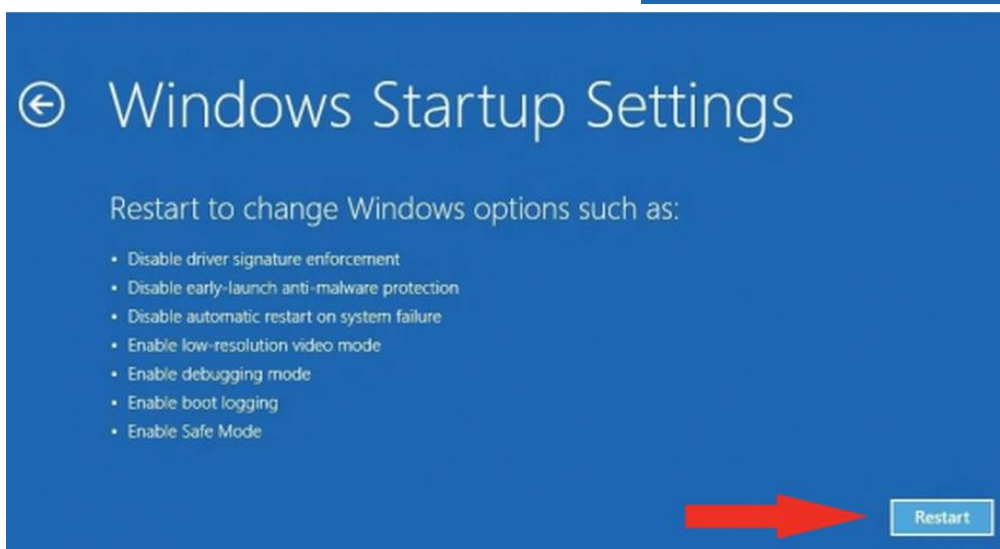 Windows Startup Settings
Restart to change Windows options such as:
• Disable driver signature enforcement
• Disable early-launch anti-malware protection
• Disable automatic restart on system failure
• Enable low-resolution video mode
• Enable debugging mode
• Enable boot logging
• Enable Safe Mode
Restart